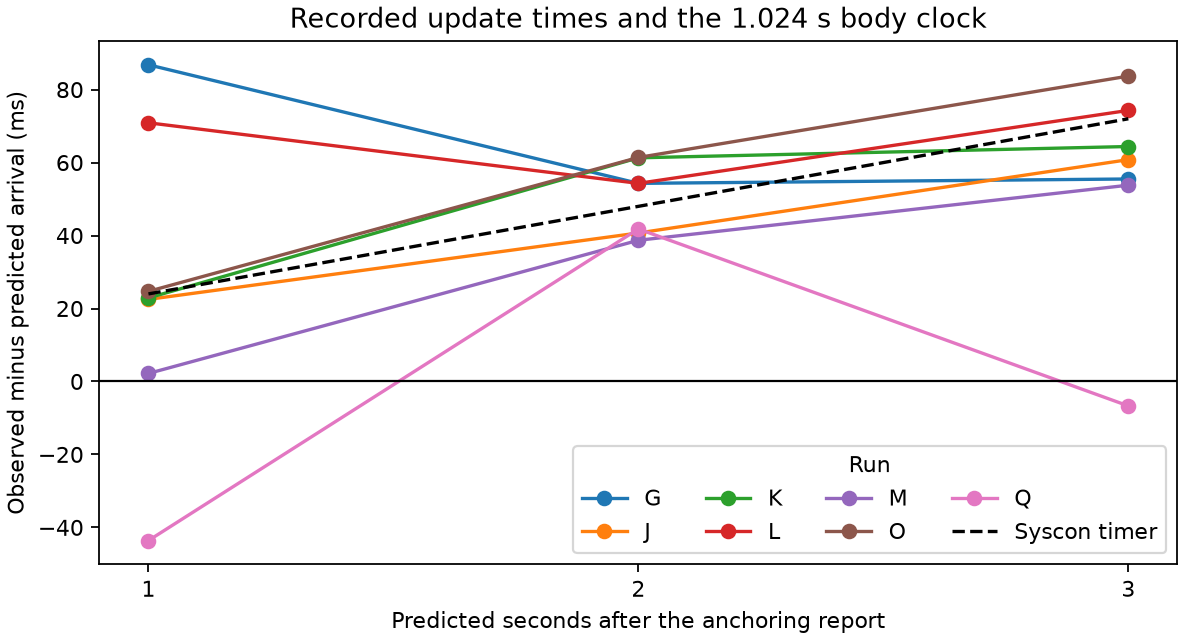 Recorded update times and the 1.024 s body clock
Observed minus predicted arrival (ms)
80
60
40
20
0
−20
−40
1
2
3
Predicted seconds after the anchoring report
Run
G
K
M
Q
J
L
O
Syscon timer